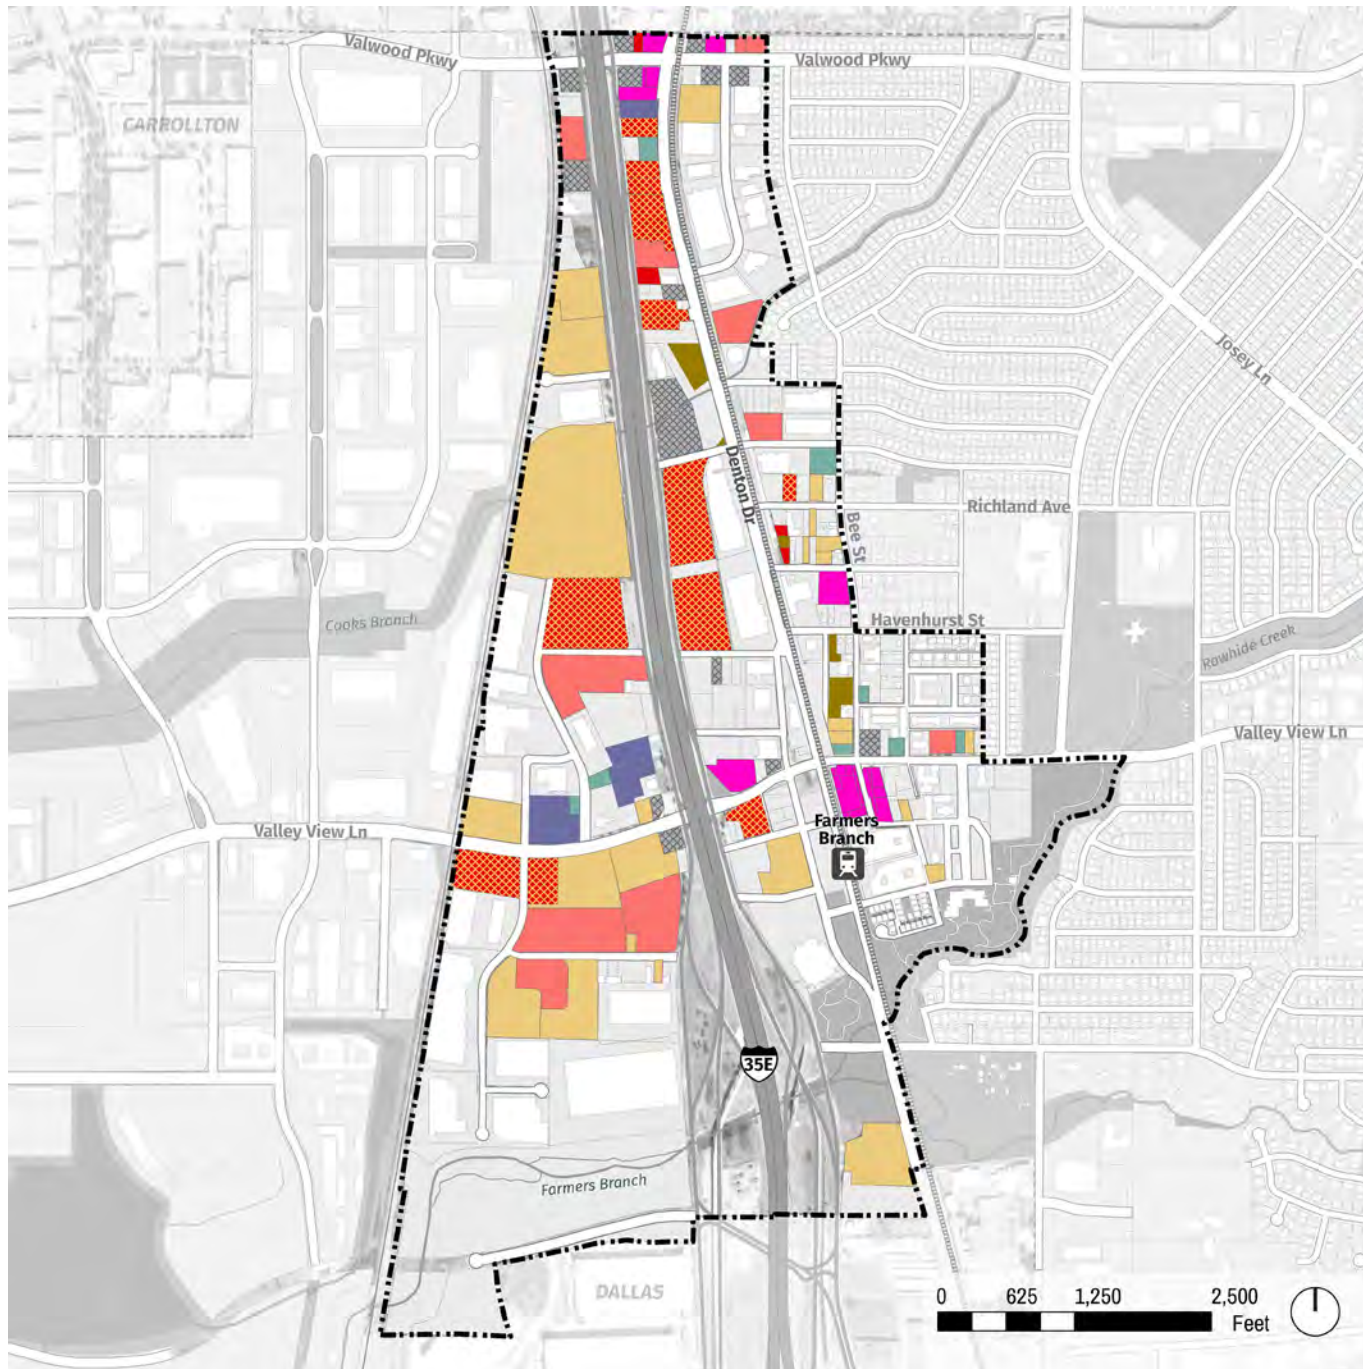 Valwood Pkwy
Valwood Pkwy
CARROLLTON
Josey Ln
Denton Dr
Richland Ave
Bee St
Cooks Branch
Havenhurst St
Rawhide Creek
Valley View Ln
Valley View Ln
Farmers
Branch
35E
Farmers Branch
DALLAS
0 625 1,250 2,500
Feet